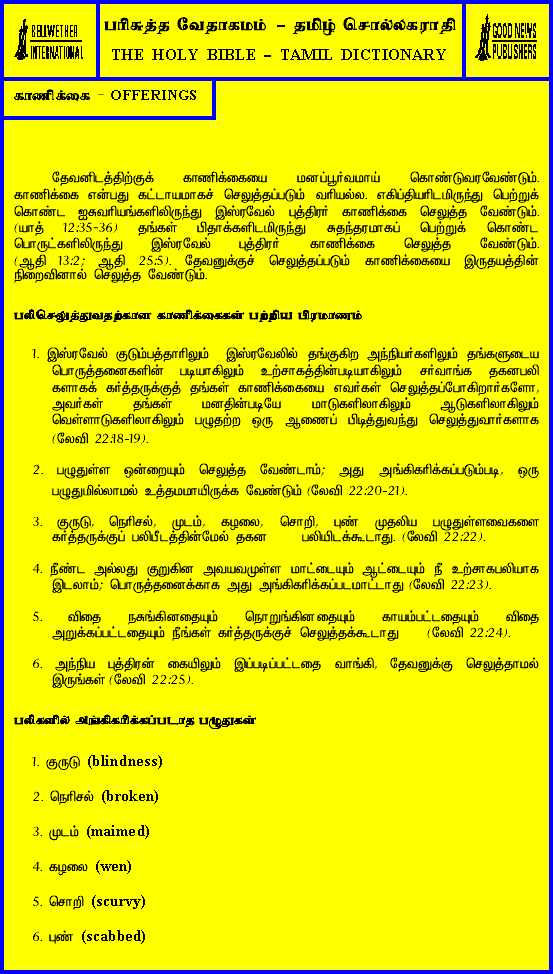 BELLWETHER
INTERNATIONAL
பரிசுத்த வேதாகமம் – தமிழ் சொல்லகராதி
THE HOLY BIBLE – TAMIL DICTIONARY
GOOD NEWS
PUBLISHERS
காணிக்கை – OFFERINGS
தேவனிடத்திற்குக் காணிக்கையை மனப்பூர்வமாய் கொண்டுவரவேண்டும்.
காணிக்கை என்பது கட்டாயமாகச் செலுத்தப்படும் வரியல்ல. எகிப்தியரிடமிருந்து பெற்றுக்
கொண்ட ஐசுவரியங்களிலிருந்து இஸ்ரவேல் புத்திரர் காணிக்கை செலுத்த வேண்டும்.
(யாத் 12:35-36) தங்கள் பிதாக்களிடமிருந்து சுதந்தரமாகப் பெற்றுக் கொண்ட
பொருட்களிலிருந்து இஸ்ரவேல் புத்திரர் காணிக்கை செலுத்த வேண்டும்.
(ஆதி 13:2; ஆதி 25:5). தேவனுக்குச் செலுத்தப்படும் காணிக்கையை இருதயத்தின்
நிறைவினால் செலுத்த வேண்டும்.
பலிசெலுத்துவதற்கான காணிக்கைகள் பற்றிய பிரமாணம்
1. இஸ்ரவேல் குடும்பத்தாரிலும் இஸ்ரவேலில் தங்குகிற அந்நியர்களிலும் தங்களுடைய
பொருத்தனைகளின் படியாகிலும் உற்சாகத்தின்படியாகிலும் சர்வாங்க தகனபலி
களாகக் கர்த்தருக்குத் தங்கள் காணிக்கையை எவர்கள் செலுத்தப்போகிறார்களோ,
அவர்கள் தங்கள் மனதின்படியே மாடுகளிலாகிலும் ஆடுகளிலாகிலும்
வெள்ளாடுகளிலாகிலும் பழுதற்ற ஒரு ஆணைப் பிடித்துவந்து செலுத்துவார்களாக
(லேவி 22:18-19).
2. பழுதுள்ள ஒன்றையும் செலுத்த வேண்டாம்; அது அங்கிகரிக்கப்படும்படி, ஒரு
பழுதுமில்லாமல் உத்தமமாயிருக்க வேண்டும் (லேவி 22:20-21).
3. குருடு, நெரிசல், முடம், கழலை, சொறி, புண் முதலிய பழுதுள்ளவைகளை
கர்த்தருக்குப் பலிபீடத்தின்மேல் தகன பலியிடக்கூடாது. (லேவி 22:22).
4. நீண்ட அல்லது குறுகின அவயவமுள்ள மாட்டையும் ஆட்டையும் நீ உற்சாகபலியாக
இடலாம்; பொருத்தனைக்காக அது அங்கிகரிக்கப்படமாட்டாது (லேவி 22:23).
5. விதை நசுங்கினதையும் நொறுங்கினதையும் காயம்பட்டதையும் விதை
அறுக்கப்பட்டதையும் நீங்கள் கர்த்தருக்குச் செலுத்தக்கூடாது (லேவி 22:24).
6. அந்நிய புத்திரன் கையிலும் இப்படிப்பட்டதை வாங்கி, தேவனுக்கு செலுத்தாமல்
இருங்கள் (லேவி 22:25).
பலிகளில் அங்கிகரிக்கப்படாத பழுதுகள்
1. குருடு (blindness)
2. நெரிசல் (broken)
3. முடம் (maimed)
4. கழலை (wen)
5. சொறி (scurvy)
6. புண் (scabbed)